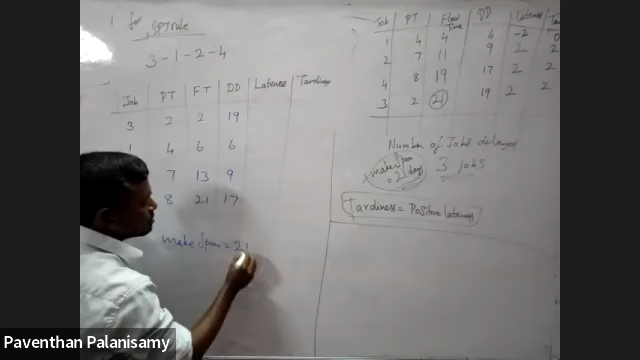 for SPT rule
3-1-2-4
Job PT FT DD Lateness Tardiness
3 2 2 19
4 6 6
7 13 9
8 21 17
make Span = 21
Job PT Flow Time DD Lateness
1 4 4 6 -2 0
2 7 11 9 2 2
4 8 19 17 2 2
3 2 21 19 2
Number of Jobs delayed
3 jobs
make Span = 21 days
Tardiness = Positive lateness
Paventhan Palanisamy